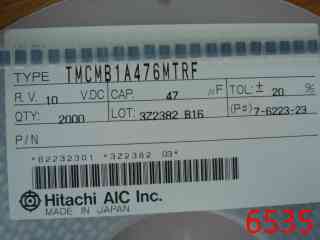 TYPE TMCMB1A476MTRF
R.V. 10 V.DC CAP. 47 μF TOL: ± 20 %
QTY: 2000 LOT: 3Z2382 B16 (P#) 7-6223-23
P/N
*62232301 *3Z2382 03*
Hitachi AIC Inc.
MADE IN JAPAN
6535